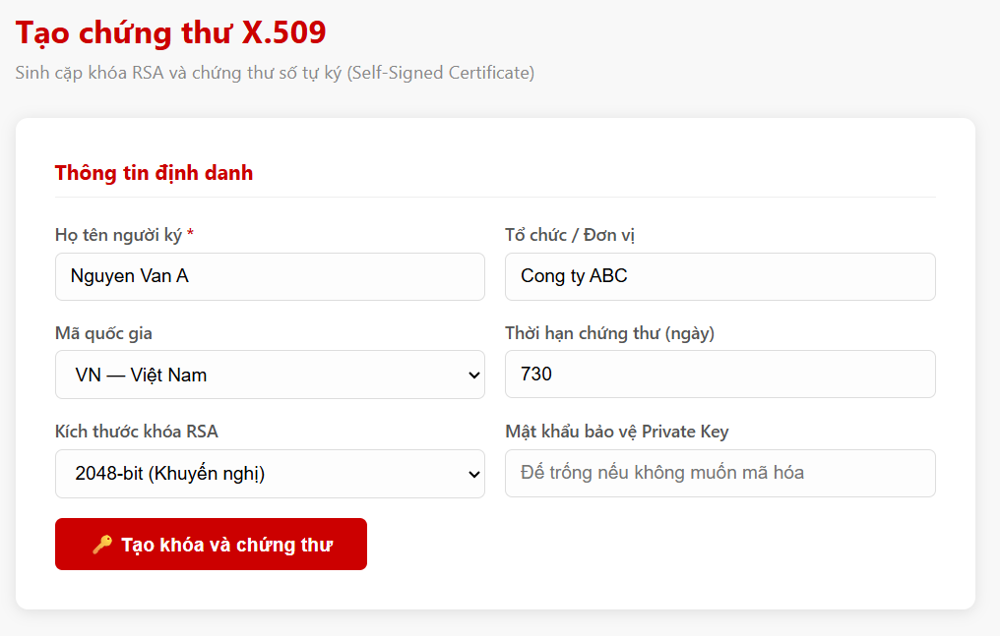 Tạo chứng thư X.509
Sinh cặp khóa RSA và chứng thư số tự ký (Self-Signed Certificate)
Thông tin định danh
Họ tên người ký *
Tổ chức / Đơn vị
Nguyen Van A
Cong ty ABC
Mã quốc gia
Thời hạn chứng thư (ngày)
VN — Việt Nam
730
Kích thước khóa RSA
Mật khẩu bảo vệ Private Key
2048-bit (Khuyến nghị)
Để trống nếu không muốn mã hóa
🔑 Tạo khóa và chứng thư